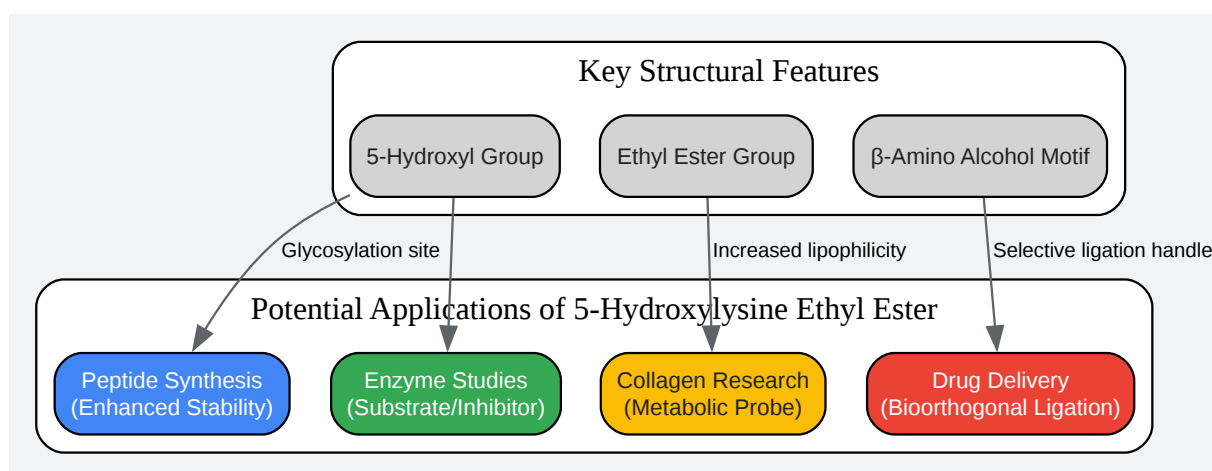 Key Structural Features
5-Hydroxyl Group
Ethyl Ester Group
β-Amino Alcohol Motif
Glycosylation site
Increased lipophilicity
Selective ligation handle
Potential Applications of 5-Hydroxylysine Ethyl Ester
Peptide Synthesis
(Enhanced Stability)
Enzyme Studies
(Substrate/Inhibitor)
Collagen Research
(Metabolic Probe)
Drug Delivery
(Bioorthogonal Ligation)